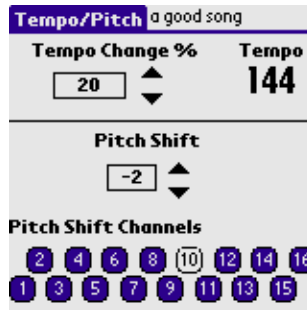 Tempo/Pitch a good song
Tempo Change % Tempo
20 144
Pitch Shift
-2
Pitch Shift Channels
2 4 6 8 10 12 14 16
1 3 5 7 9 11 13 15